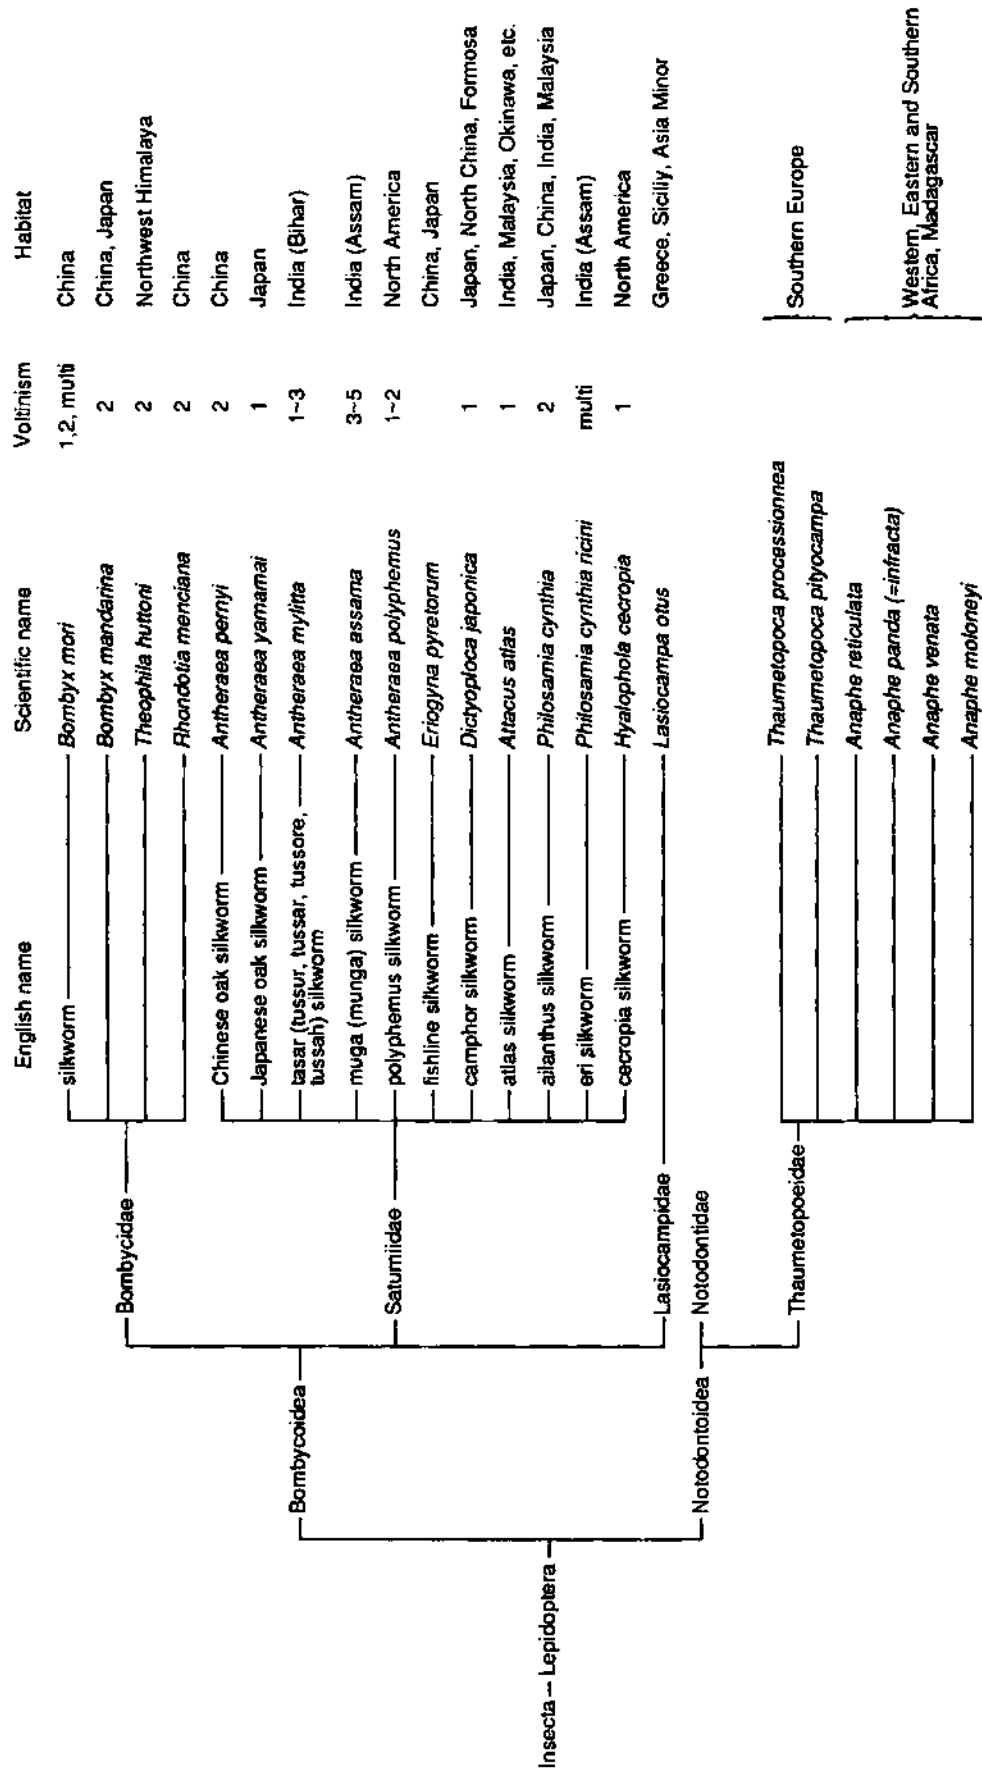 English name Scientific name Voltinism Habitat
Insecta Lepidoptera
Bombycoidea
Bombycidae
silkworm Bombyx mori 1,2, multi China
Bombyx mandarina 2 China, Japan
Theophila huttoni 2 Northwest Himalaya
Rhondotia menciana 2 China
Saturniidae
Chinese oak silkworm Antheraea pernyi 2 China
Japanese oak silkworm Antheraea yamamai 1 Japan
tasar (tussur, tussar, tussore, Antheraea mylitta 1~3 India (Bihar)
tussah) silkworm
muga (munga) silkworm Antheraea assama 3~5 India (Assam)
polyphemus silkworm Antheraea polyphemus 1~2 North America
fishline silkworm Eriogyna pyretorum China, Japan
camphor silkworm Dictyoploca japonica 1 Japan, North China, Formosa
atlas silkworm Attacus atlas 1 India, Malaysia, Okinawa, etc.
ailanthus silkworm Philosamia cynthia 2 Japan, China, India, Malaysia
eri silkworm Philosamia cynthia ricini multi India (Assam)
cecropia silkworm Hyalophola cecropia 1 North America
Lasiocampidae Lasiocampa otus Greece, Siciliy, Asia Minor
Notodontoidea
Notodontidae
Thaumetopoeidae
Thaumetopoca processionnea
Thaumetopoca pityocampa
Southern Europe
Anaphe reticulata
Anaphe panda (=infracta)
Anaphe venata
Anaphe moloneyi
Western, Eastern and Southern
Africa, Madagascar